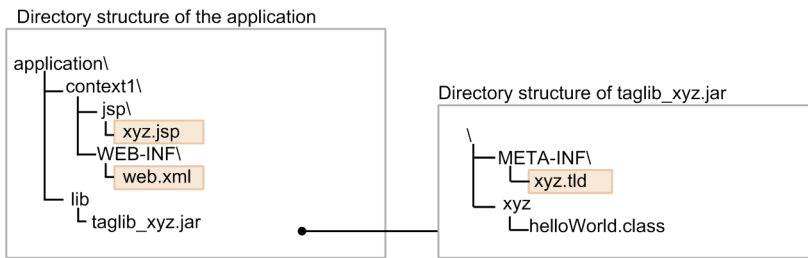 Directory structure of the application
application\
context1\
jsp\
xyz.jsp
WEB-INF\
web.xml
lib
taglib_xyz.jar
Directory structure of taglib_xyz.jar
\
META-INF\
xyz.tld
xyz
helloWorld.class